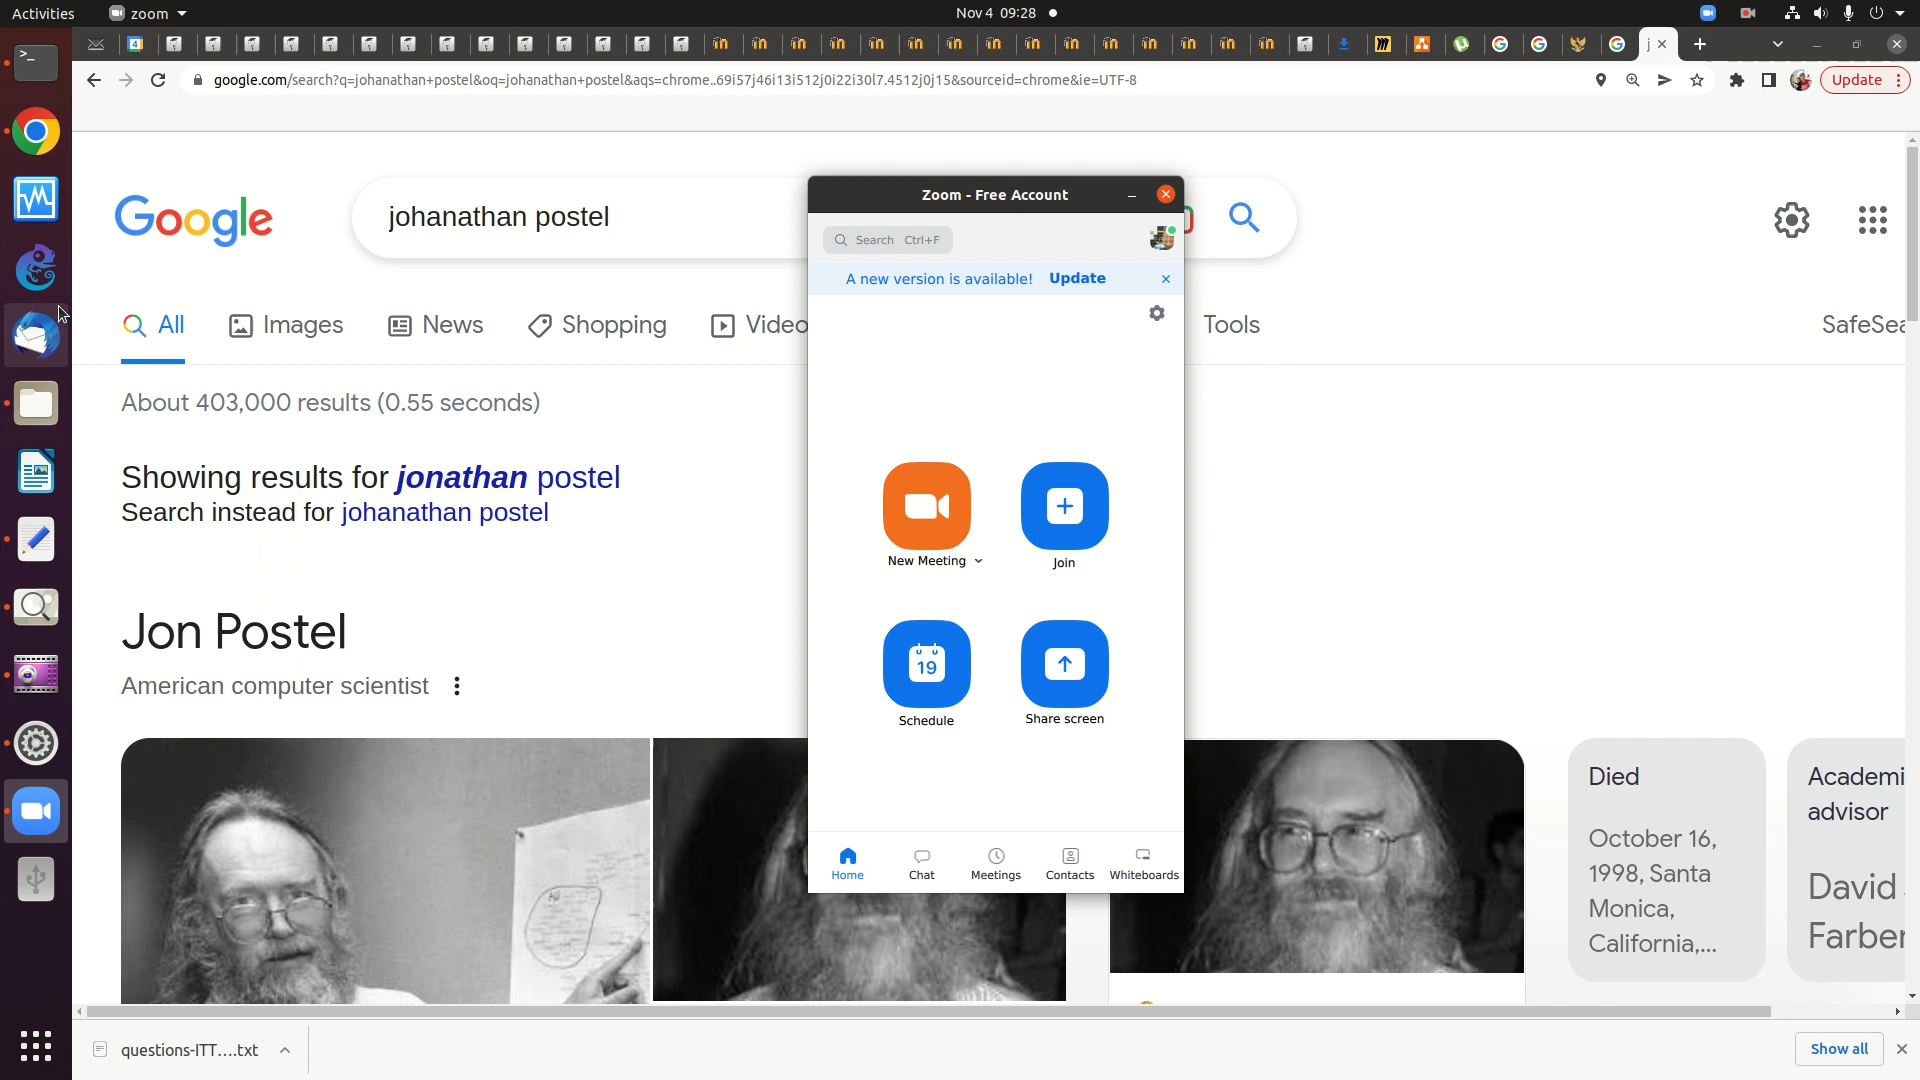 Activities
zoom
Nov 4 09:28
google.com/search?q=johanathan+postel&oq=johanathan+postel&aqs=chrome..69i57j46i13i512j0i22i30l7.4512j0j15&sourceid=chrome&ie=UTF-8
Update
Google
johanathan postel
All
Images
News
Shopping
Video
Tools
SafeSea
About 403,000 results (0.55 seconds)
Showing results for jonathan postel
Search instead for johanathan postel
Jon Postel
American computer scientist
Zoom - Free Account
Search Ctrl+F
A new version is available! Update
New Meeting
Join
19
Schedule
Share screen
Home
Chat
Meetings
Contacts
Whiteboards
Died
October 16,
1998, Santa
Monica,
California,...
Academi
advisor
David
Farber
questions-ITT....txt
Show all